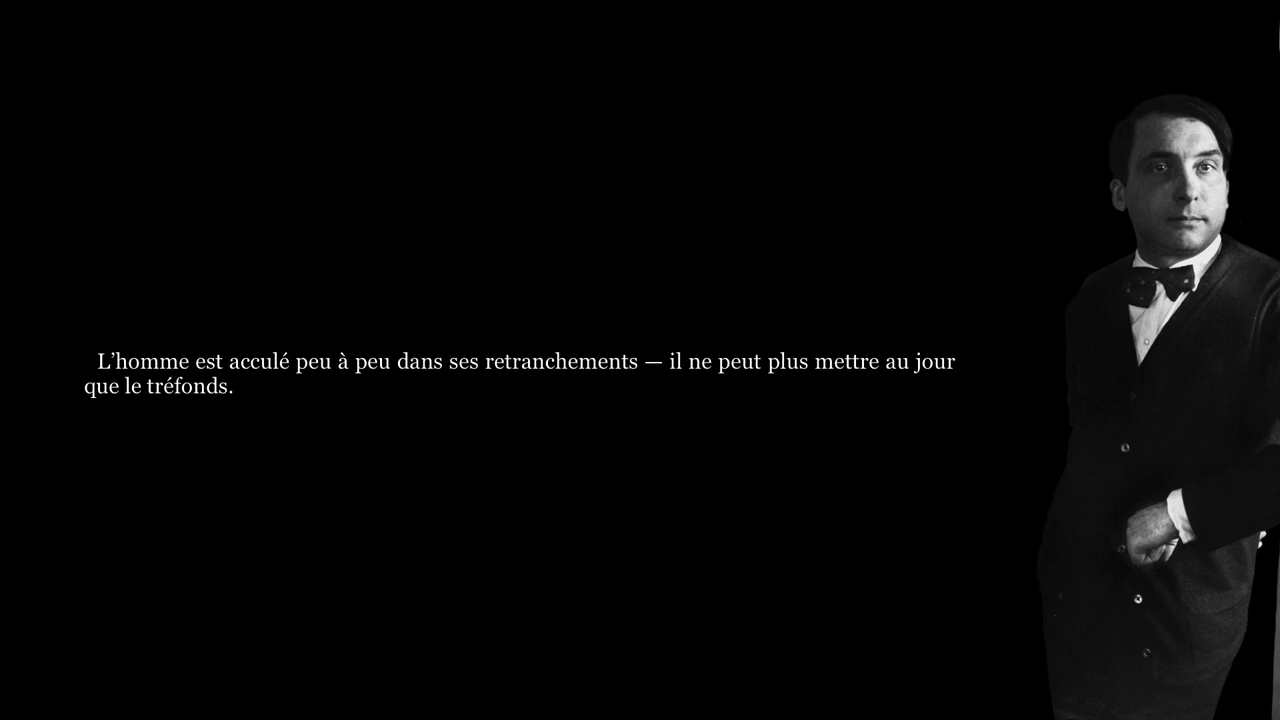 L’homme est acculé peu à peu dans ses retranchements — il ne peut plus mettre au jour
que le tréfonds.